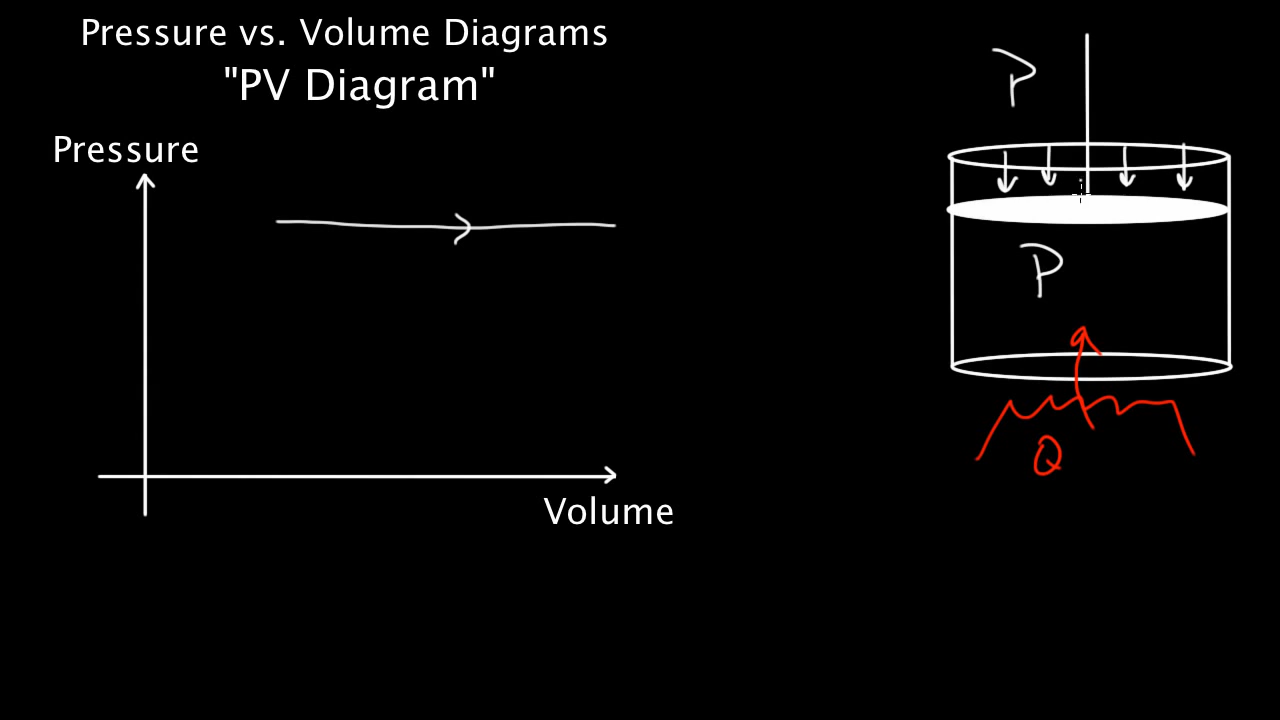 Pressure vs. Volume Diagrams
"PV Diagram"
Pressure
Volume
P
P
Q